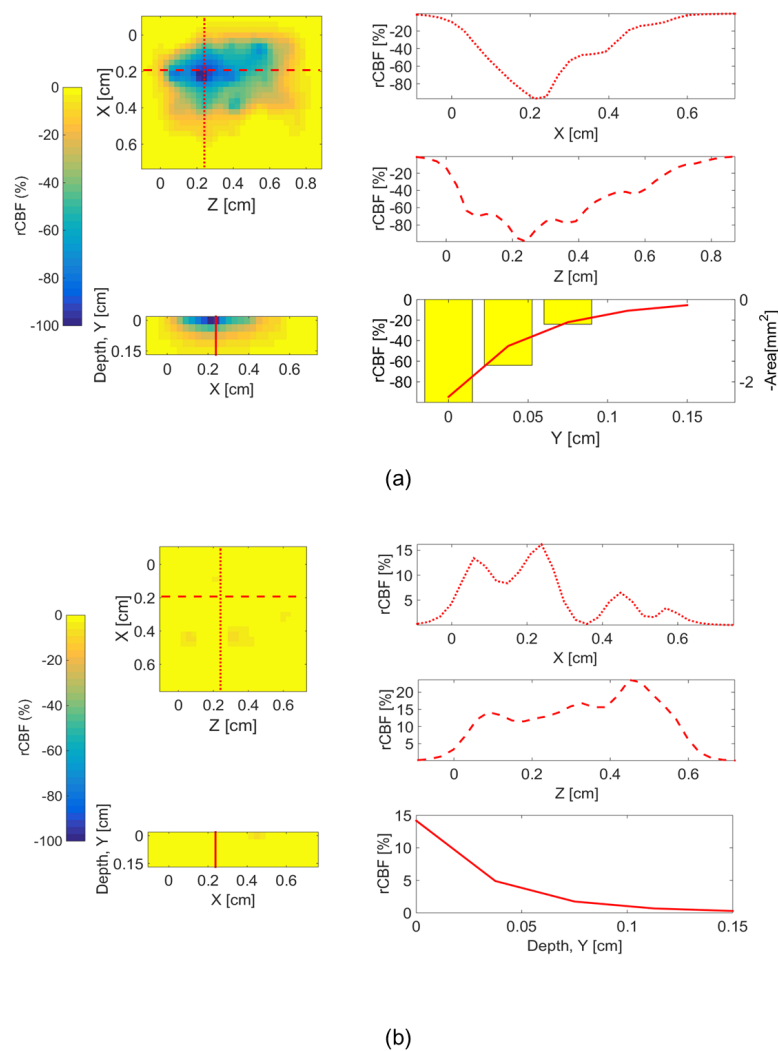 0
-20
-40
-60
-80
-100
rCBF (%)
0
0.2
0.4
0.6
X [cm]
0 0.2 0.4 0.6 0.8
Z [cm]
Depth, Y [cm]
0
0.15
0 0.2 0.4 0.6
X [cm]
rCBF [%]
-20
-40
-60
-80
0 0.2 0.4 0.6
X [cm]
rCBF [%]
-20
-40
-60
-80
0 0.2 0.4 0.6 0.8
Z [cm]
rCBF [%]
0
-20
-40
-60
-80
0 0.05 0.1 0.15
Y [cm]
0
-2
-Area[mm²]
(a)
0
-20
-40
-60
-80
-100
rCBF (%)
0
0.2
0.4
0.6
X [cm]
0 0.2 0.4 0.6
Z [cm]
Depth, Y [cm]
0
0.15
0 0.2 0.4 0.6
X [cm]
rCBF [%]
15
10
5
0 0.2 0.4 0.6
X [cm]
rCBF [%]
20
15
10
5
0 0.2 0.4 0.6
Z [cm]
rCBF [%]
15
10
5
0
0 0.05 0.1 0.15
Depth, Y [cm]
(b)